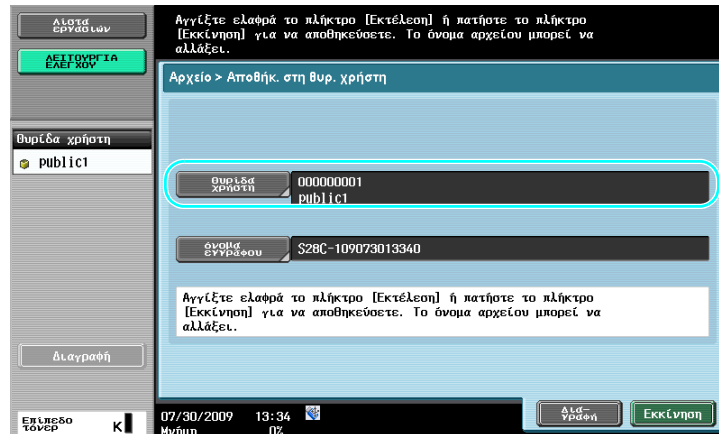 Λίστα
εργασιών
Αγγίξτε ελαφρά το πλήκτρο [Εκτέλεση] ή πατήστε το πλήκτρο
[Εκκίνηση] για να αποθηκεύσετε. Το όνομα αρχείου μπορεί να
αλλάξει.
ΛΕΙΤΟΥΡΓΙΑ
ΕΛΕΓΧΟΥ
Αρχείο > Αποθήκ. στη θυρ. χρήστη
Θυρίδα χρήστη
public1
Θυρίδα
χρήστη
000000001
public1
όνομα
εγγράφου
S28C-109073013340
Αγγίξτε ελαφρά το πλήκτρο [Εκτέλεση] ή πατήστε το πλήκτρο
[Εκκίνηση] για να αποθηκεύσετε. Το όνομα αρχείου μπορεί να
αλλάξει.
Διαγραφή
Επίπεδο
τόνερ
K
07/30/2009 13:34
Μνήμη 0%
Δια-
γραφή
Εκκίνηση